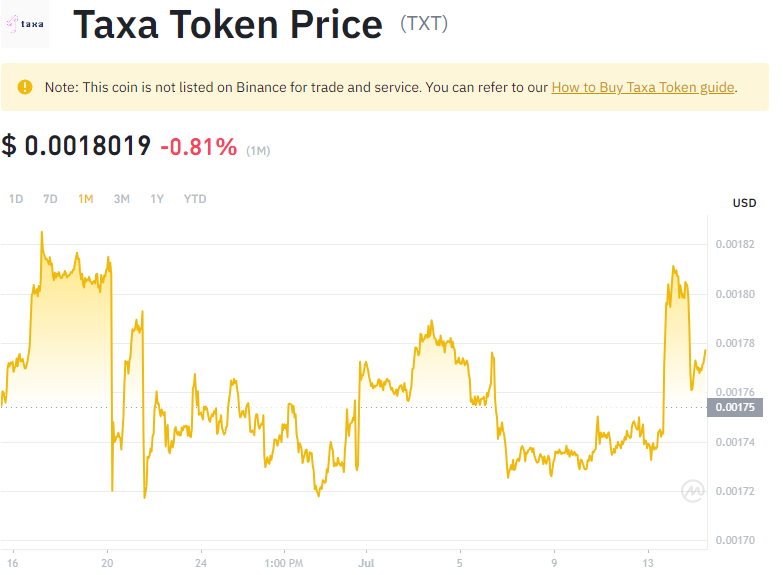 taxa
Taxa Token Price (TXT)
Note: This coin is not listed on Binance for trade and service. You can refer to our How to Buy Taxa Token guide.
$ 0.0018019 -0.81% (1M)
1D 7D 1M 3M 1Y YTD
USD
0.00182
0.00180
0.00178
0.00176
0.00175
0.00174
0.00172
0.00170
16 20 24 1:00 PM Jul 5 9 13